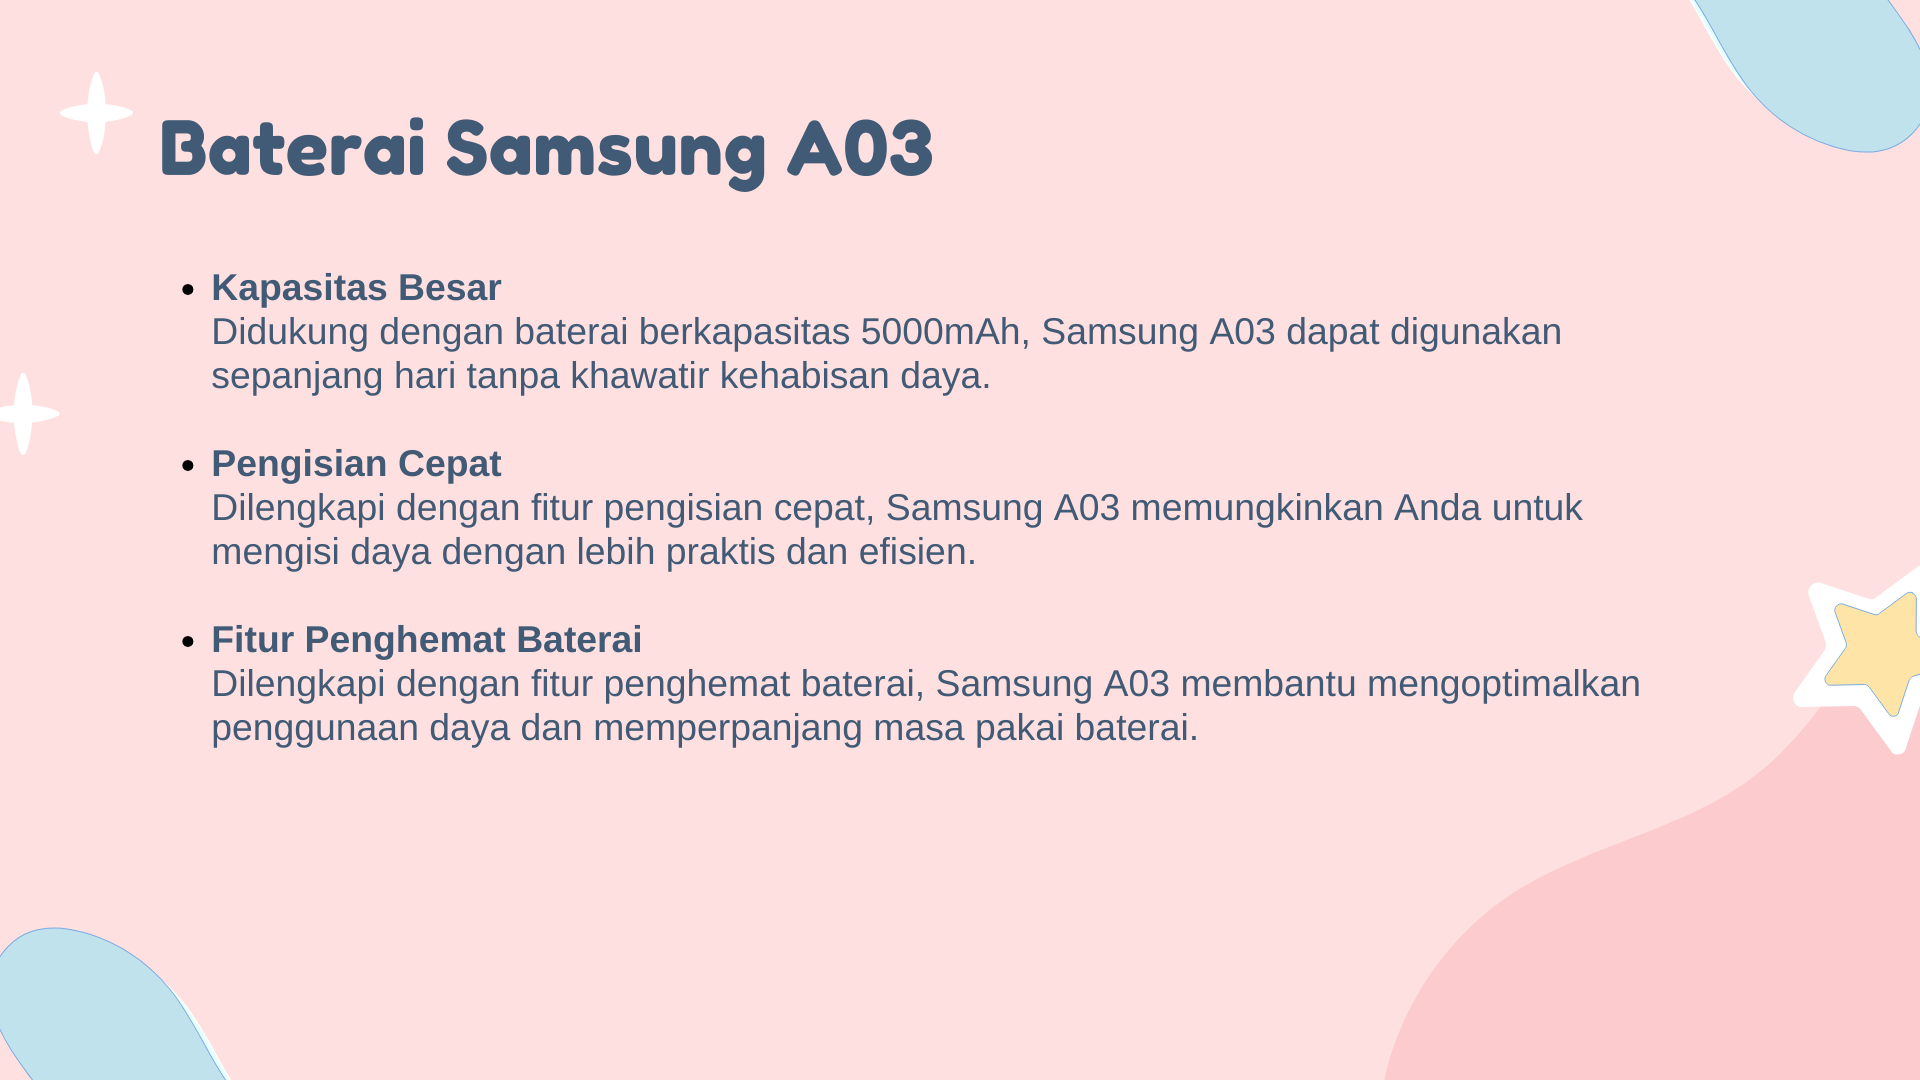 Baterai Samsung A03
• Kapasitas Besar
Didukung dengan baterai berkapasitas 5000mAh, Samsung A03 dapat digunakan
sepanjang hari tanpa khawatir kehabisan daya.
• Pengisian Cepat
Dilengkapi dengan fitur pengisian cepat, Samsung A03 memungkinkan Anda untuk
mengisi daya dengan lebih praktis dan efisien.
• Fitur Penghemat Baterai
Dilengkapi dengan fitur penghemat baterai, Samsung A03 membantu mengoptimalkan
penggunaan daya dan memperpanjang masa pakai baterai.